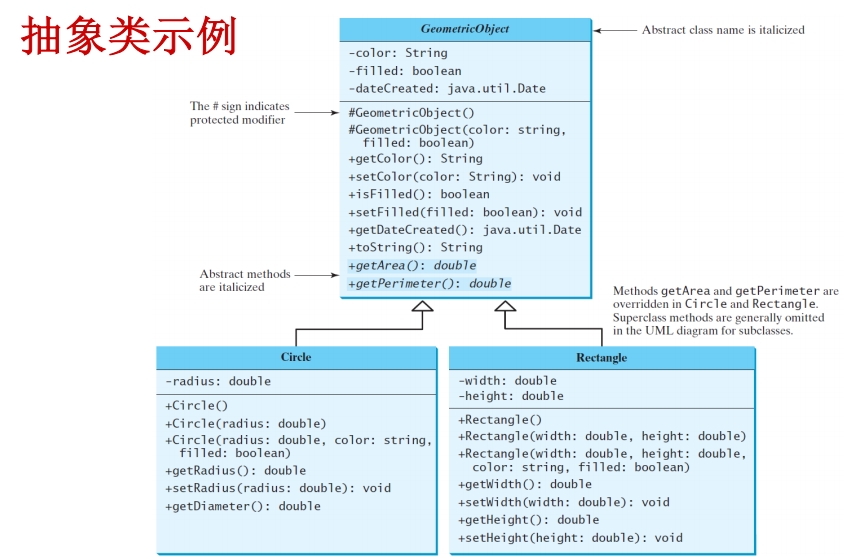 抽象类示例
GeometricObject
Abstract class name is italicized
-color: String
-filled: boolean
-dateCreated: java.util.Date
The # sign indicates
protected modifier
#GeometricObject()
#GeometricObject(color: string,
filled: boolean)
+getColor(): String
+setColor(color: String): void
+isFilled(): boolean
+setFilled(filled: boolean): void
+getDateCreated(): java.util.Date
+toString(): String
+getArea(): double
+getPerimeter(): double
Abstract methods
are italicized
Methods getArea and getPerimeter are
overridden in Circle and Rectangle.
Superclass methods are generally omitted
in the UML diagram for subclasses.
Circle
-radius: double
+Circle()
+Circle(radius: double)
+Circle(radius: double, color: string,
filled: boolean)
+getRadius(): double
+setRadius(radius: double): void
+getDiameter(): double
Rectangle
-width: double
-height: double
+Rectangle()
+Rectangle(width: double, height: double)
+Rectangle(width: double, height: double,
color: string, filled: boolean)
+getWidth(): double
+setWidth(width: double): void
+getHeight(): double
+setHeight(height: double): void